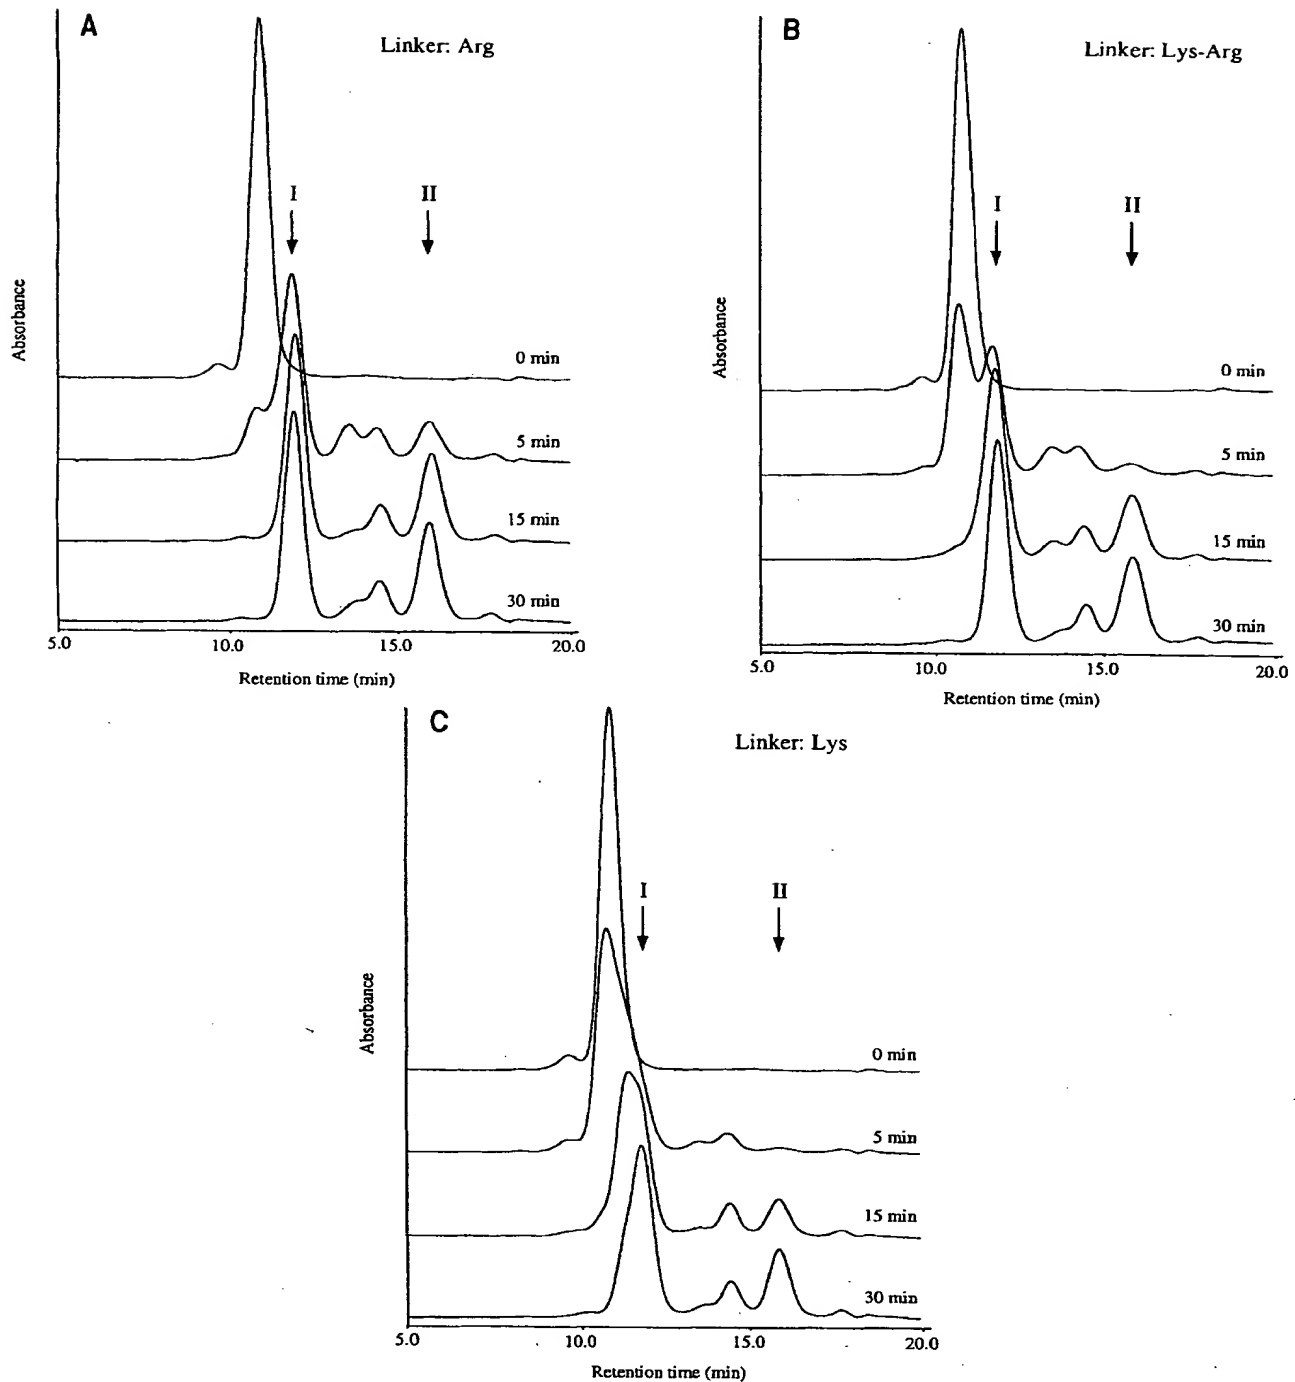 A
Linker: Arg
I
II
Absorbance
0 min
5 min
15 min
30 min
5.0
10.0
15.0
20.0
Retention time (min)
B
Linker: Lys-Arg
I
II
Absorbance
0 min
5 min
15 min
30 min
5.0
10.0
15.0
20.0
Retention time (min)
C
Linker: Lys
I
II
Absorbance
0 min
5 min
15 min
30 min
5.0
10.0
15.0
20.0
Retention time (min)